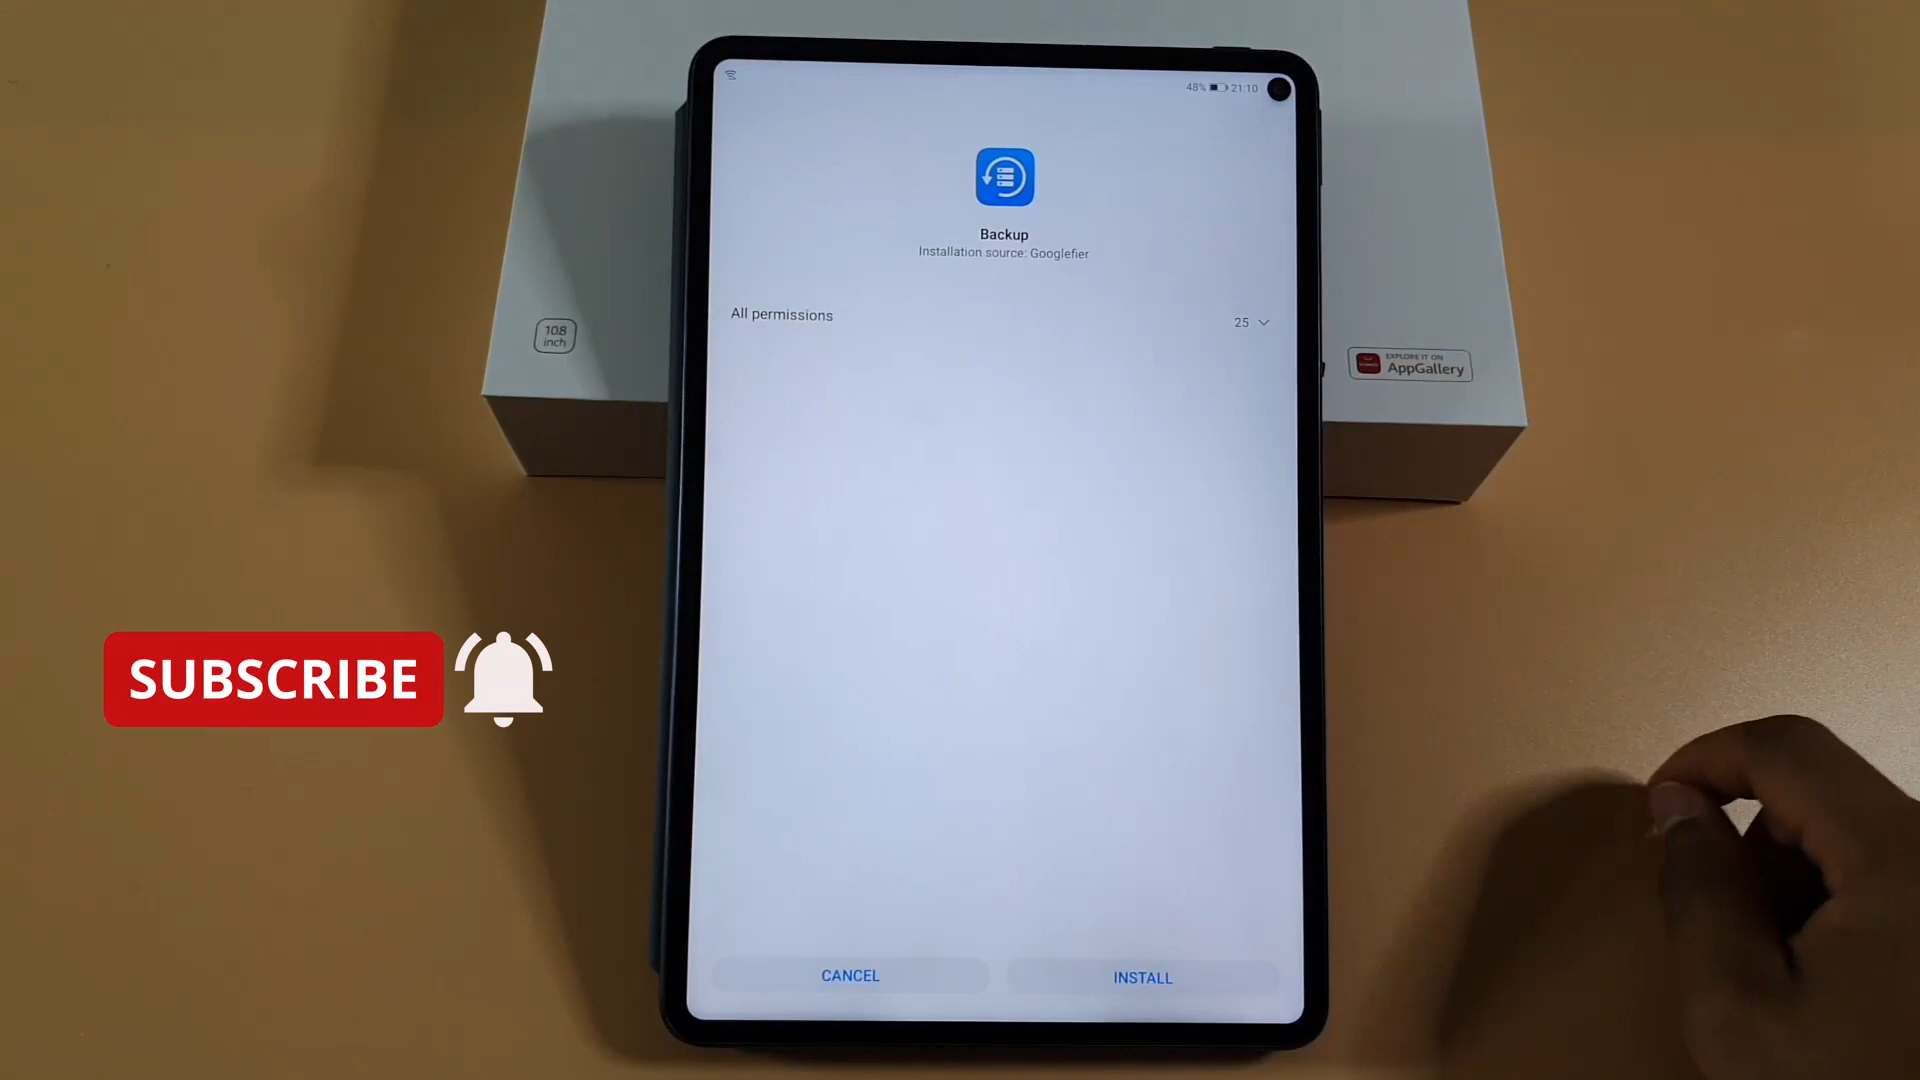 48% 21:10
Backup
Installation source: Googlefier
All permissions
25
10.8
inch
EXPLORE IT ON
AppGallery
SUBSCRIBE
CANCEL
INSTALL